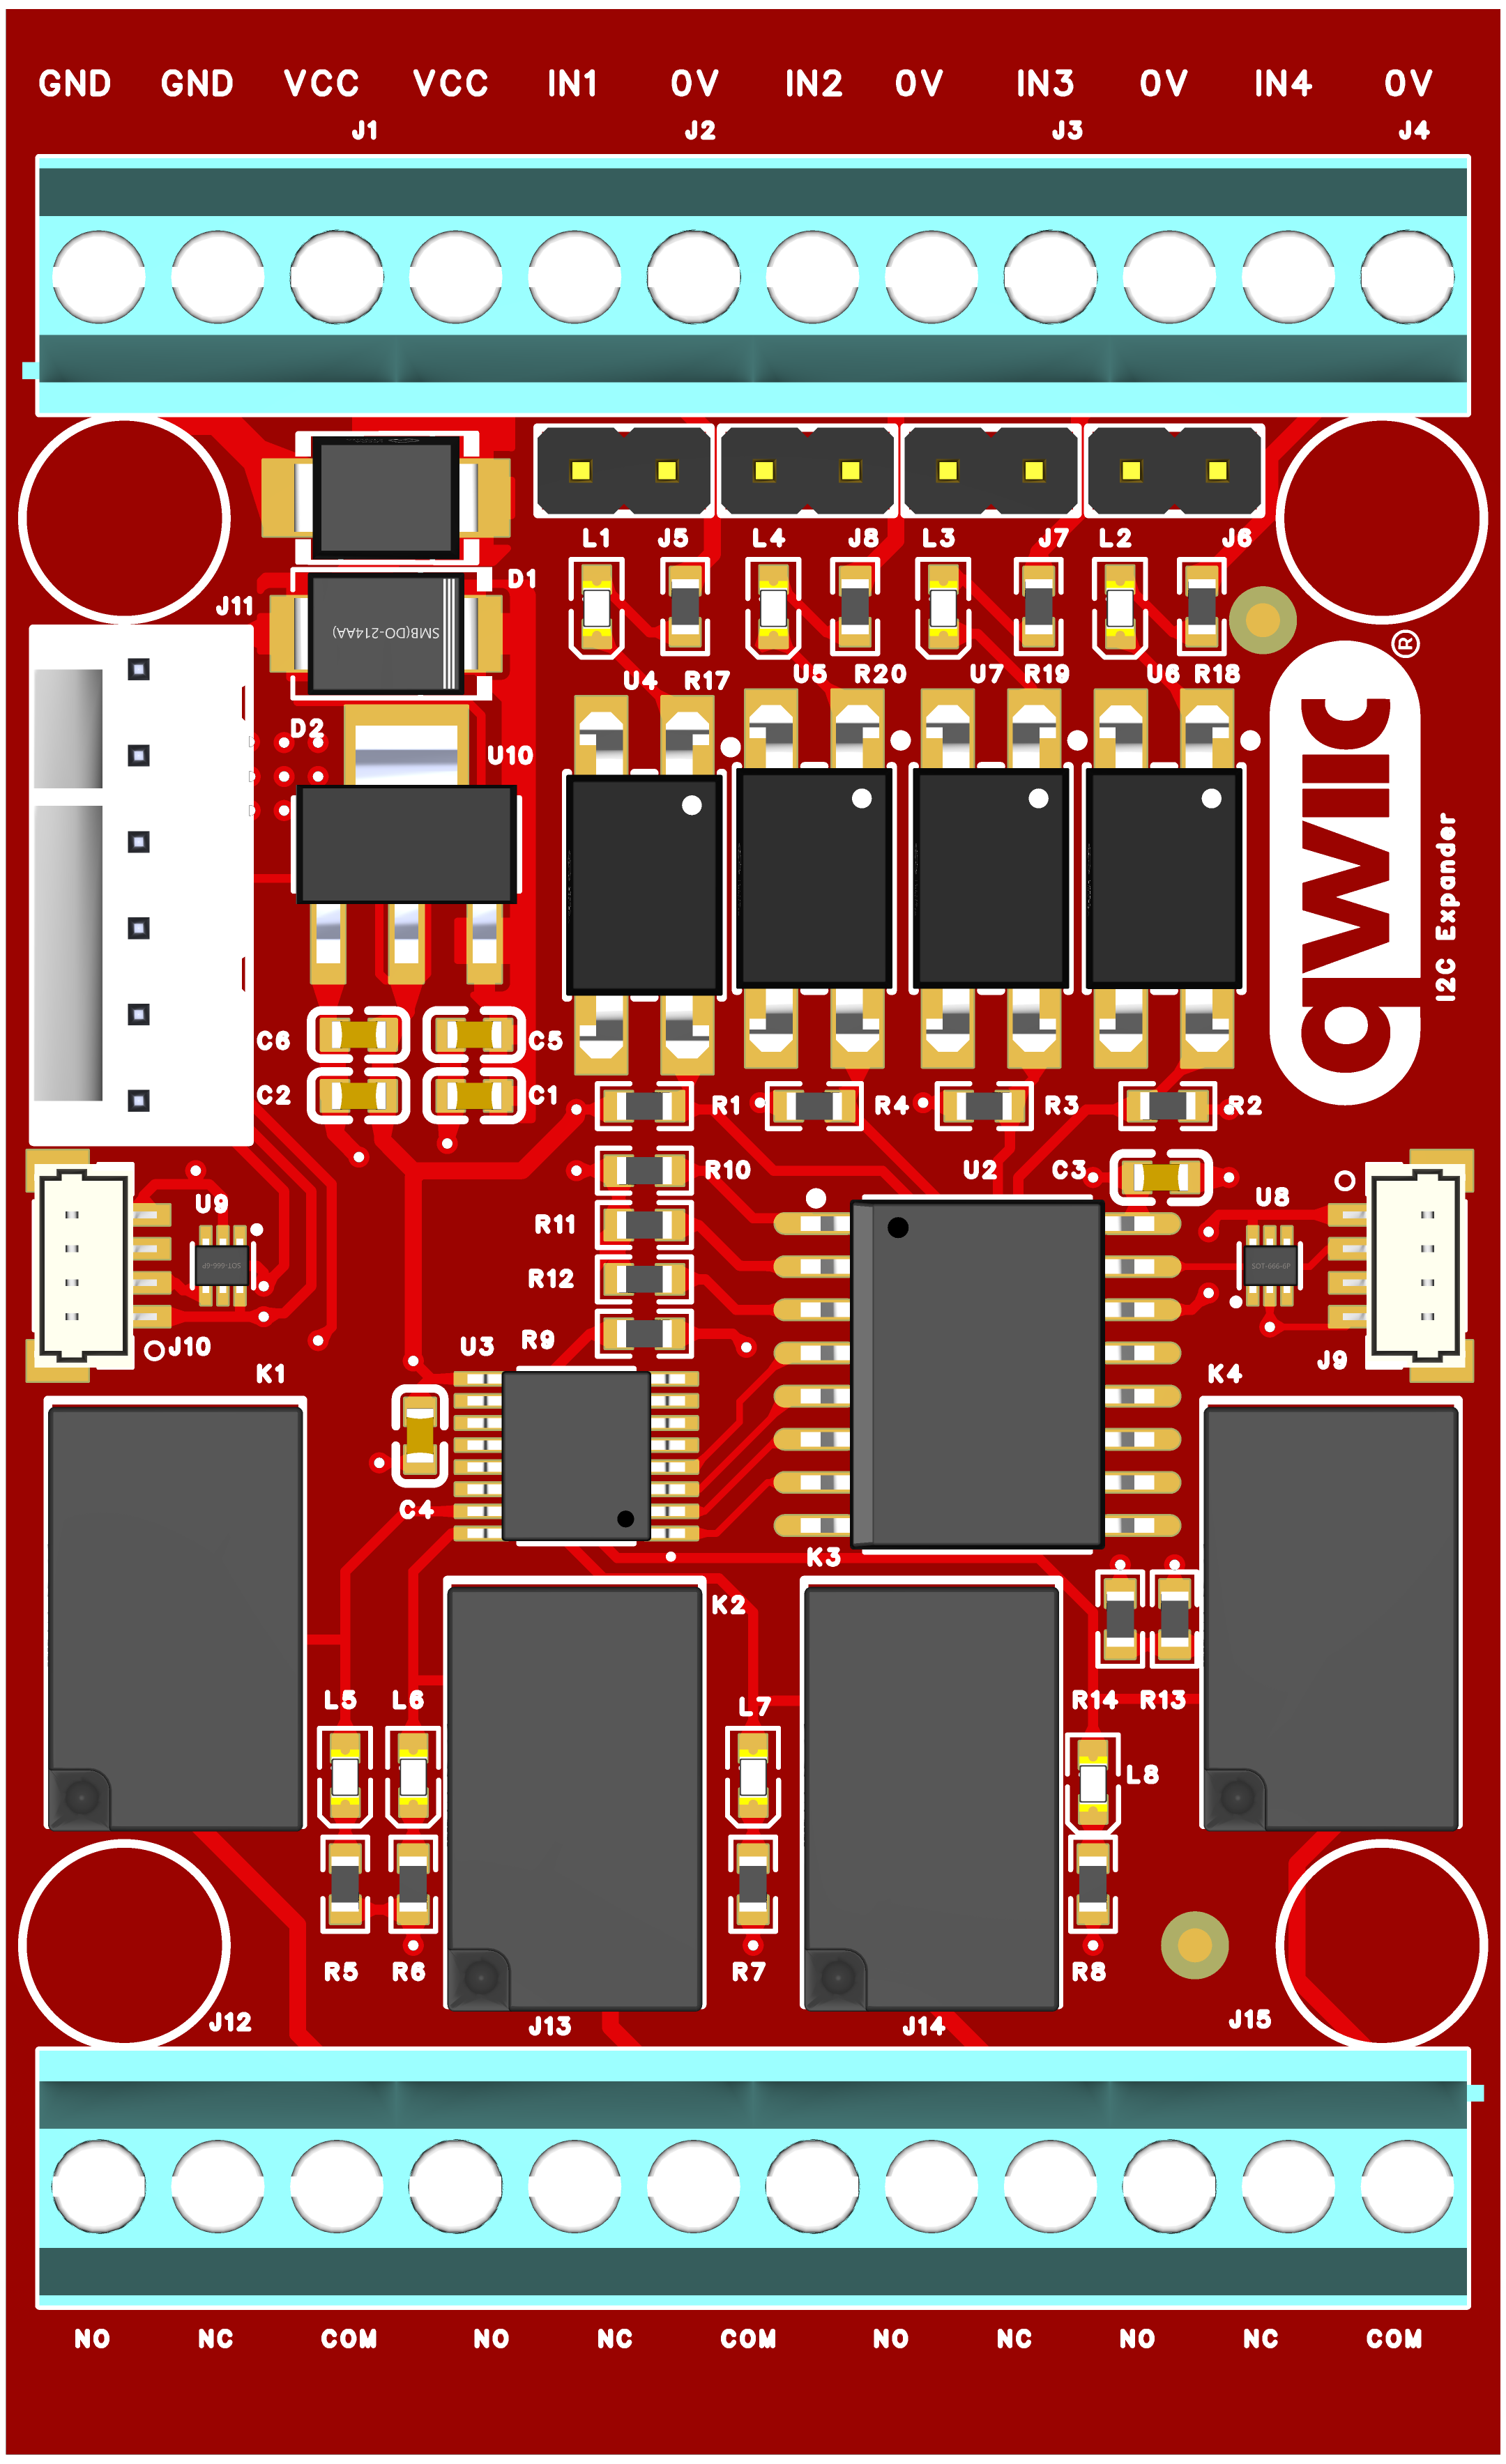 GND GND VCC VCC IN1 0V IN2 0V IN3 0V IN4 0V
J1 J2 J3 J4
L1 J5 L4 J8 L3 J7 L2 J6
D1
J11
SMB(DO-214AA)
®
U4 R17 U5 R20 U7 R19 U6 R18
D2
U10
QWIIC
I2C Expander
C6 C5
C2 C1 R1 R4 R3 R2
R10 U2 C3
U9 R11 U8
SOT-666-6P SOT-666-6P
R12
J10 U3 R9 J9
K1 K4
C4
K3
K2
L5 L6 L7 R14 R13
L8
R5 R6 R7 R8
J12 J13 J14 J15
NO NC COM NO NC COM NO NC NO NC COM